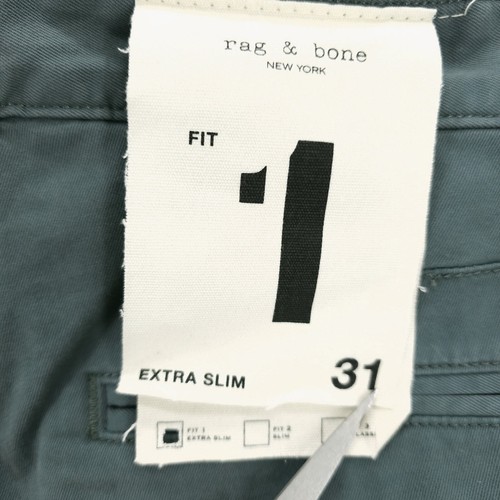 rag & bone
NEW YORK
FIT
1
EXTRA SLIM
31
FIT 1
EXTRA SLIM
FIT 2
SLIM